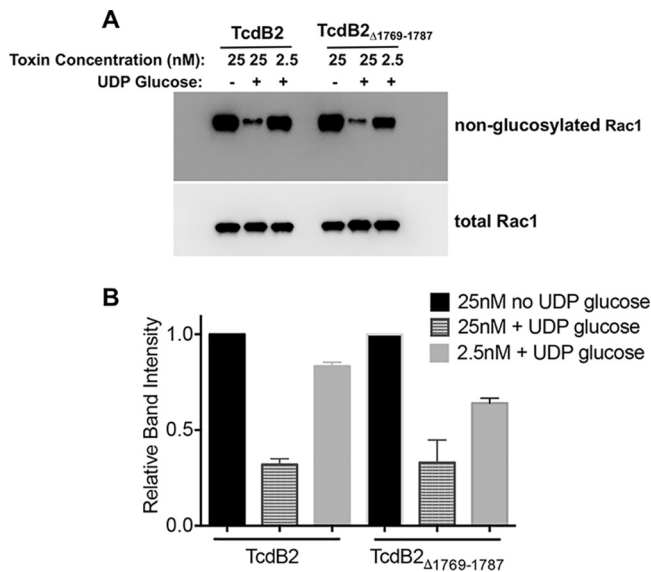 A
TcdB2 TcdB2Δ1769-1787
Toxin Concentration (nM): 25 25 2.5 25 25 2.5
UDP Glucose: - + + - + +
non-glucosylated Rac1
total Rac1
B
25nM no UDP glucose
25nM + UDP glucose
2.5nM + UDP glucose
Relative Band Intensity
1.0
0.5
0.0
TcdB2 TcdB2Δ1769-1787